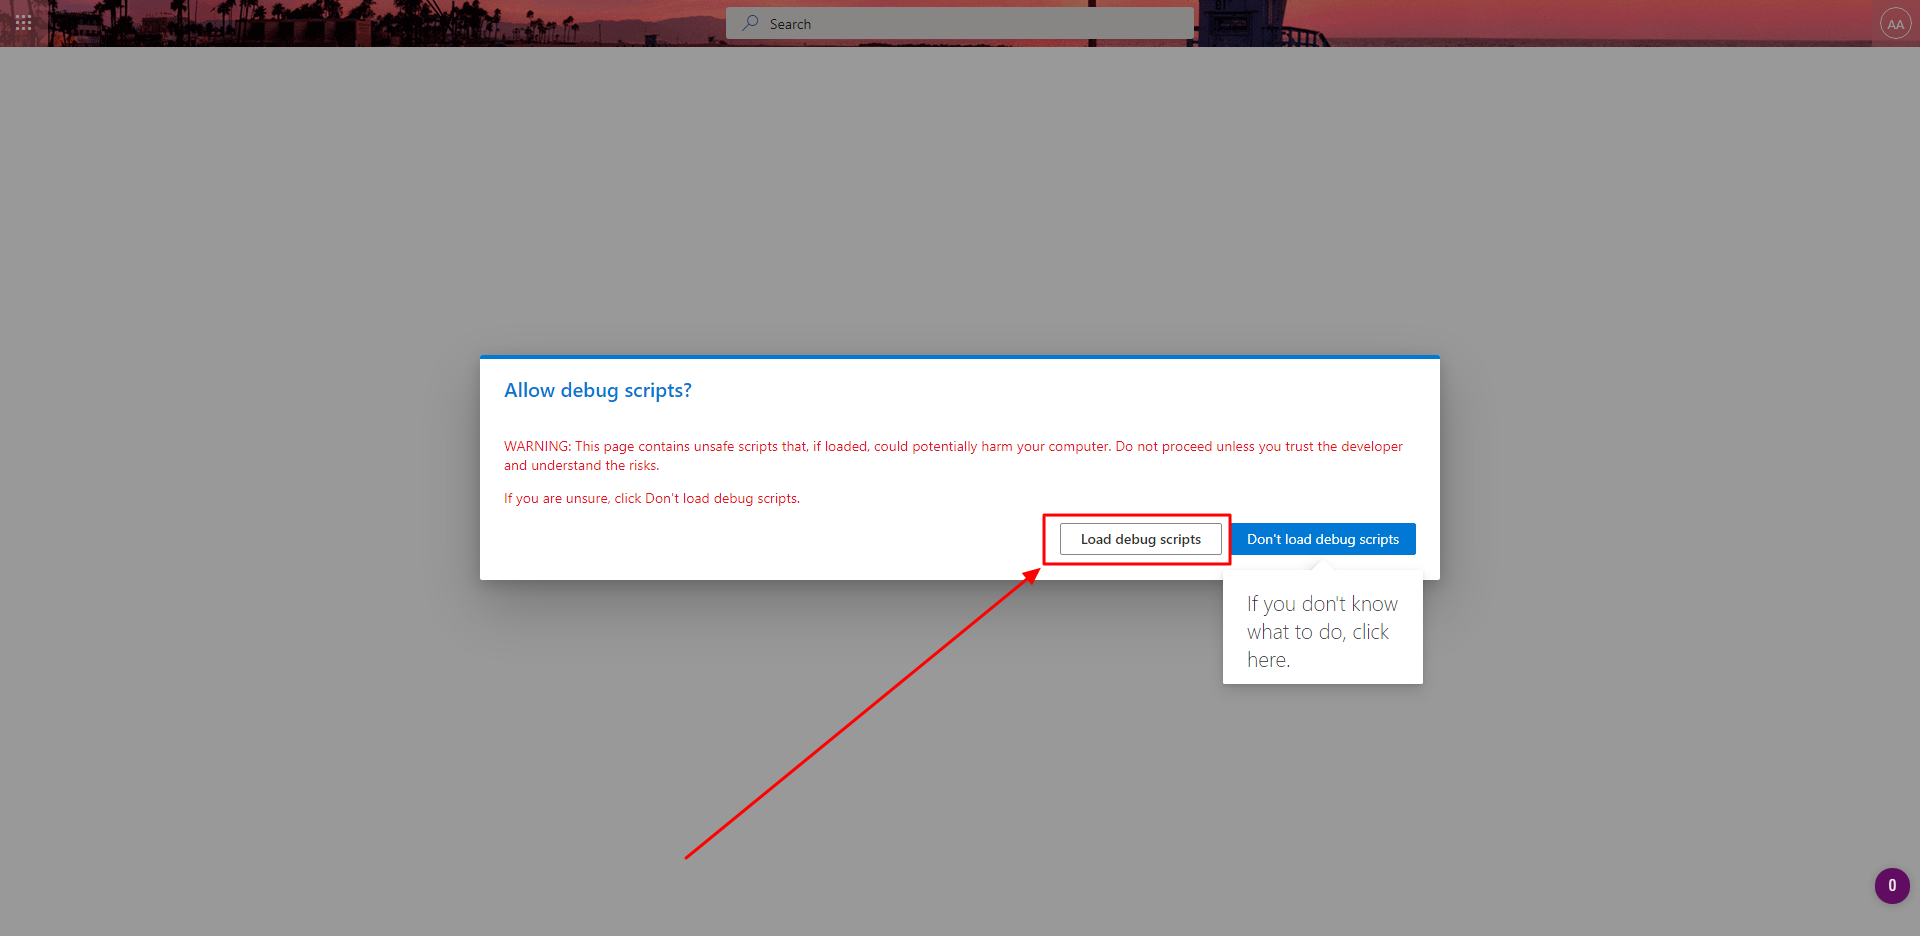 Search
AA
Allow debug scripts?
WARNING: This page contains unsafe scripts that, if loaded, could potentially harm your computer. Do not proceed unless you trust the developer
and understand the risks.
If you are unsure, click Don't load debug scripts.
Load debug scripts
Don't load debug scripts
If you don't know
what to do, click
here.
0